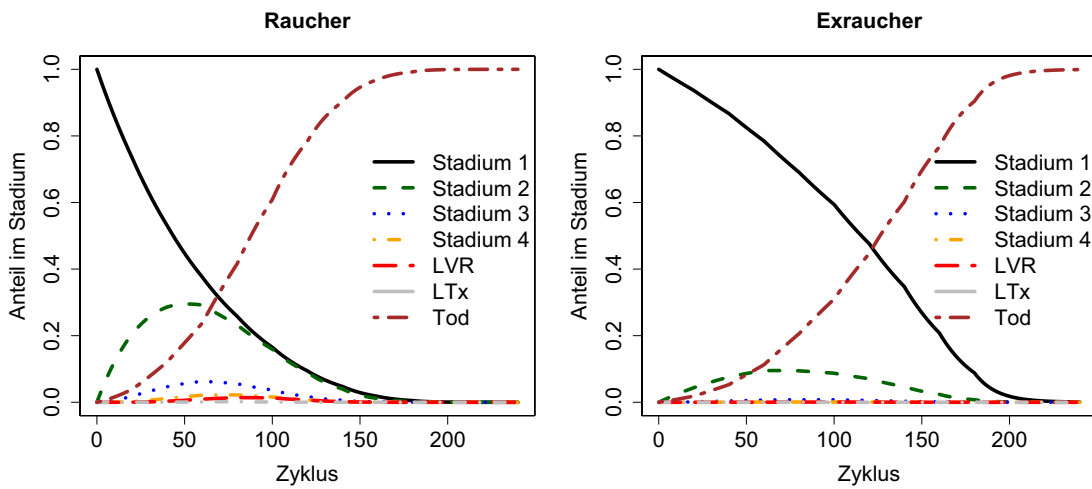 Raucher
Anteil im Stadium
1.0
0.8
0.6
0.4
0.2
0.0
Stadium 1
Stadium 2
Stadium 3
Stadium 4
LVR
LTx
Tod
0 50 100 150 200
Zyklus
Exraucher
Anteil im Stadium
1.0
0.8
0.6
0.4
0.2
0.0
Stadium 1
Stadium 2
Stadium 3
Stadium 4
LVR
LTx
Tod
0 50 100 150 200
Zyklus